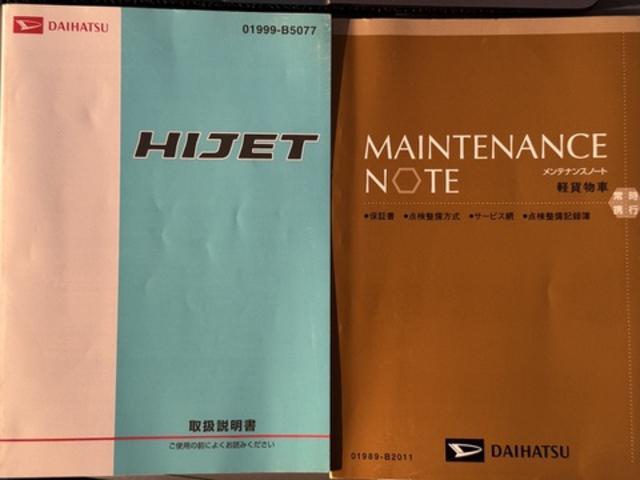 DAIHATSU
01999-B5077
HIJET
取扱説明書
ご使用の前によくお読みください
MAINTENANCE
NOTE
メンテナンスノート
軽貨物車
常時
携行
•保証書 •点検整備方式 •サービス網 •点検整備記録簿
01989-B2011
DAIHATSU